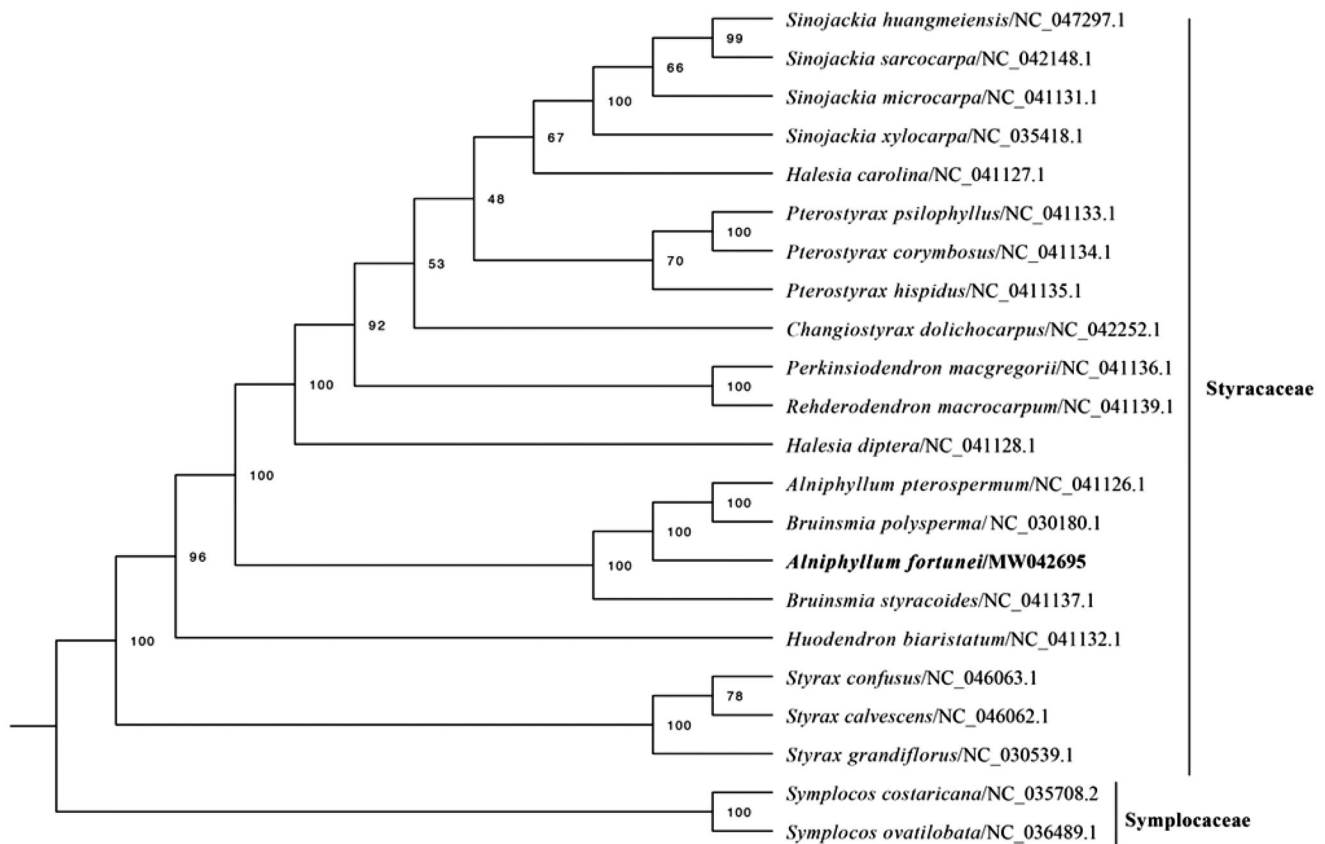 Sinojackia huangmeiensis/NC_047297.1
99
Sinojackia sarcocarpa/NC_042148.1
66
Sinojackia microcarpa/NC_041131.1
100
Sinojackia xylocarpa/NC_035418.1
67
Halesia carolina/NC_041127.1
48
Pterostyrax psilophyllus/NC_041133.1
100
Pterostyrax corymbosus/NC_041134.1
53
70
Pterostyrax hispidus/NC_041135.1
92
Changiostyrax dolichocarpus/NC_042252.1
Perkinsiodendron macgregorii/NC_041136.1
100
100
Styracaceae
Rehderodendron macrocarpum/NC_041139.1
Halesia diptera/NC_041128.1
100
Alniphyllum pterospermum/NC_041126.1
100
Bruinsmia polysperma/ NC_030180.1
100
96
Alniphyllum fortunei/MW042695
100
Bruinsmia styracoides/NC_041137.1
Huodendron biaristatum/NC_041132.1
100
Styrax confusus/NC_046063.1
78
Styrax calvescens/NC_046062.1
100
Styrax grandiflorus/NC_030539.1
Symplocos costaricana/NC_035708.2
100
Symplocaceae
Symplocos ovatilobata/NC_036489.1